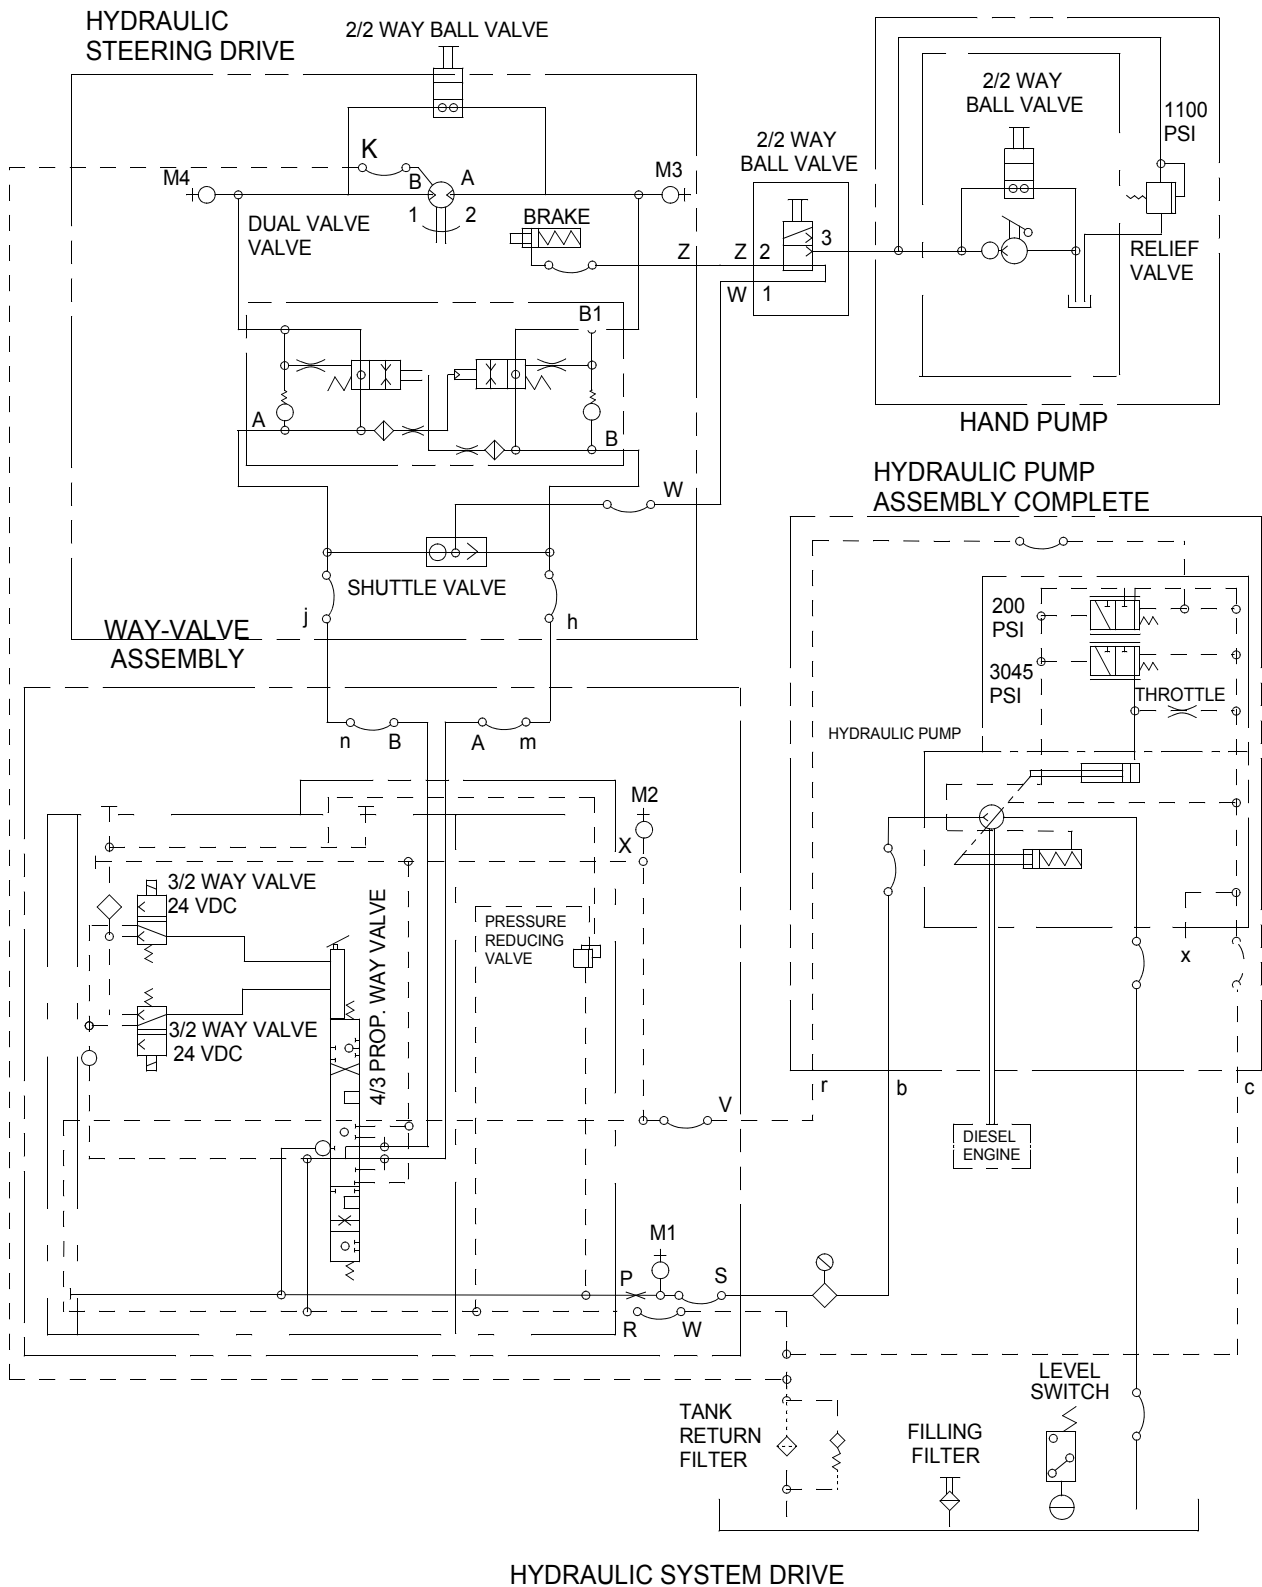 HYDRAULIC
STEERING DRIVE
2/2 WAY BALL VALVE
K
M4
B
A
M3
1
2
DUAL VALVE
VALVE
BRAKE
Z
Z
2
3
W
1
2/2 WAY
BALL VALVE
2/2 WAY
BALL VALVE
1100
PSI
RELIEF
VALVE
HAND PUMP
B1
A
B
W
SHUTTLE VALVE
j
h
WAY-VALVE
ASSEMBLY
HYDRAULIC PUMP
ASSEMBLY COMPLETE
200
PSI
3045
PSI
THROTTLE
HYDRAULIC PUMP
n
B
A
m
M2
X
3/2 WAY VALVE
24 VDC
PRESSURE
REDUCING
VALVE
4/3 PROP. WAY VALVE
3/2 WAY VALVE
24 VDC
x
r
b
c
V
DIESEL
ENGINE
M1
P
S
R
W
TANK
RETURN
FILTER
FILLING
FILTER
LEVEL
SWITCH
HYDRAULIC SYSTEM DRIVE